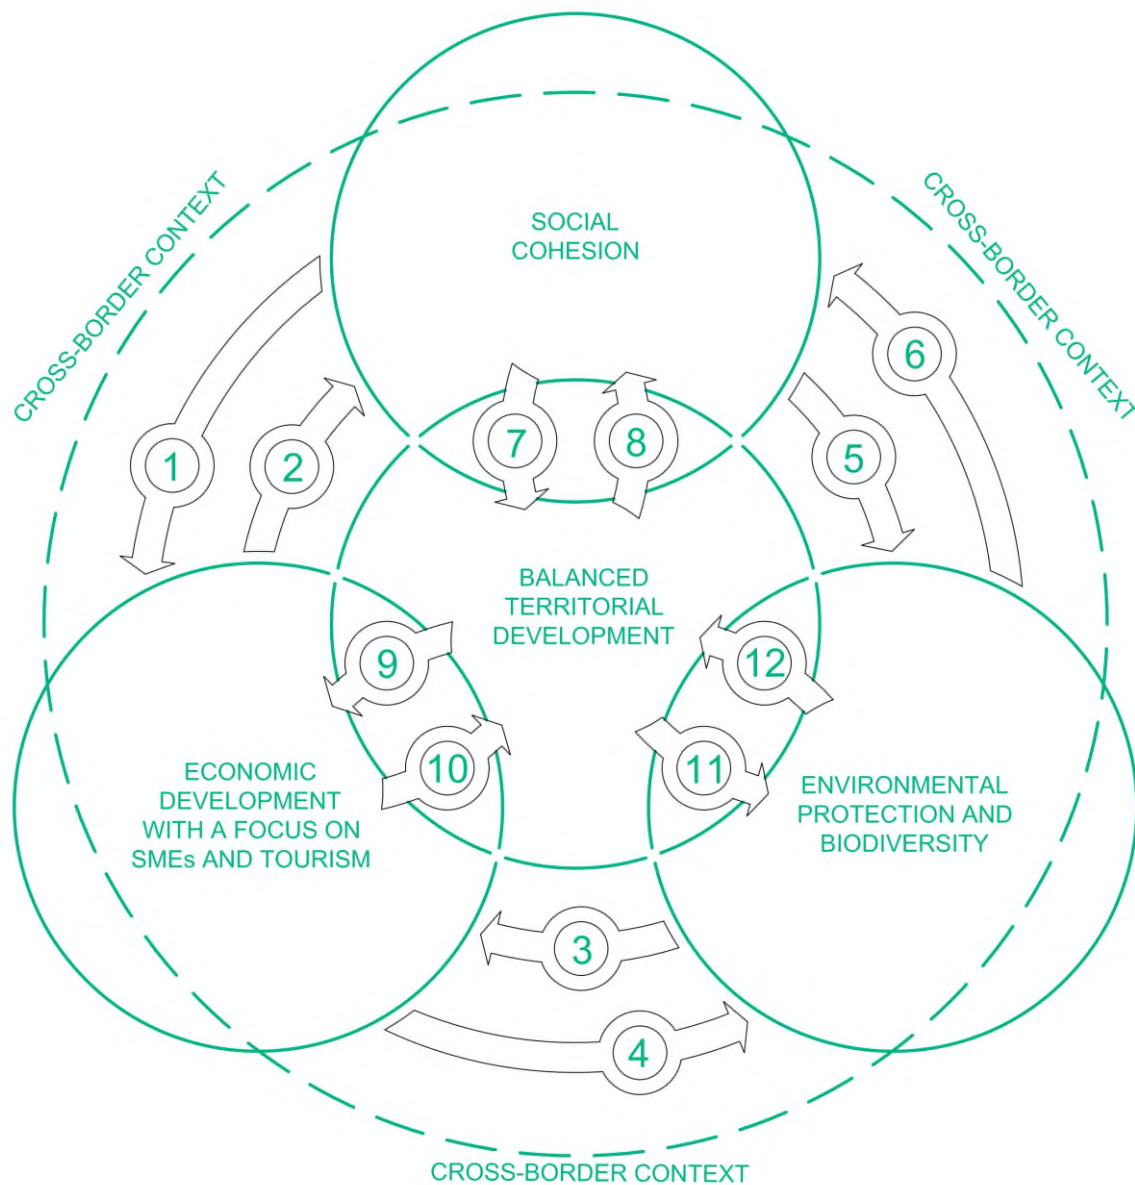 SOCIAL
COHESION
CROSS-BORDER CONTEXT
CROSS-BORDER CONTEXT
1
2
7
8
5
6
BALANCED
TERRITORIAL
DEVELOPMENT
9
10
12
11
ECONOMIC
DEVELOPMENT
WITH A FOCUS ON
SMEs AND TOURISM
ENVIRONMENTAL
PROTECTION AND
BIODIVERSITY
3
4
CROSS-BORDER CONTEXT